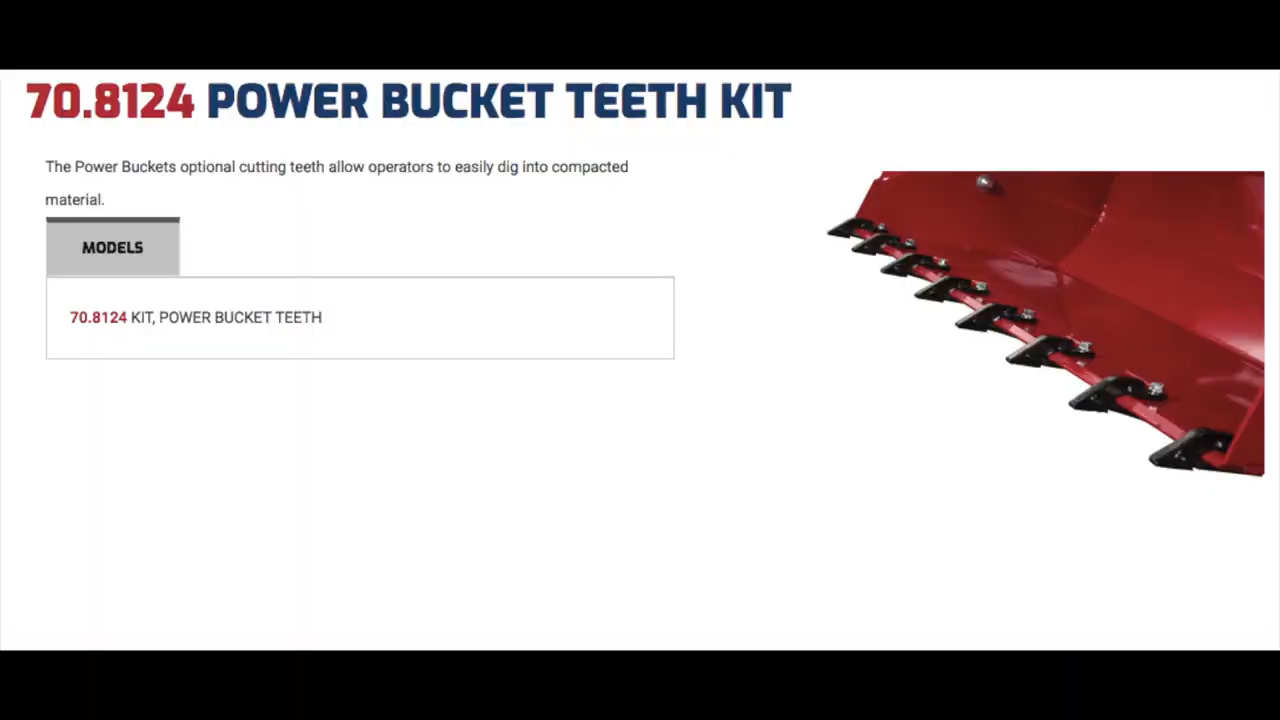 70.8124 POWER BUCKET TEETH KIT
The Power Buckets optional cutting teeth allow operators to easily dig into compacted
material.
MODELS
70.8124 KIT, POWER BUCKET TEETH